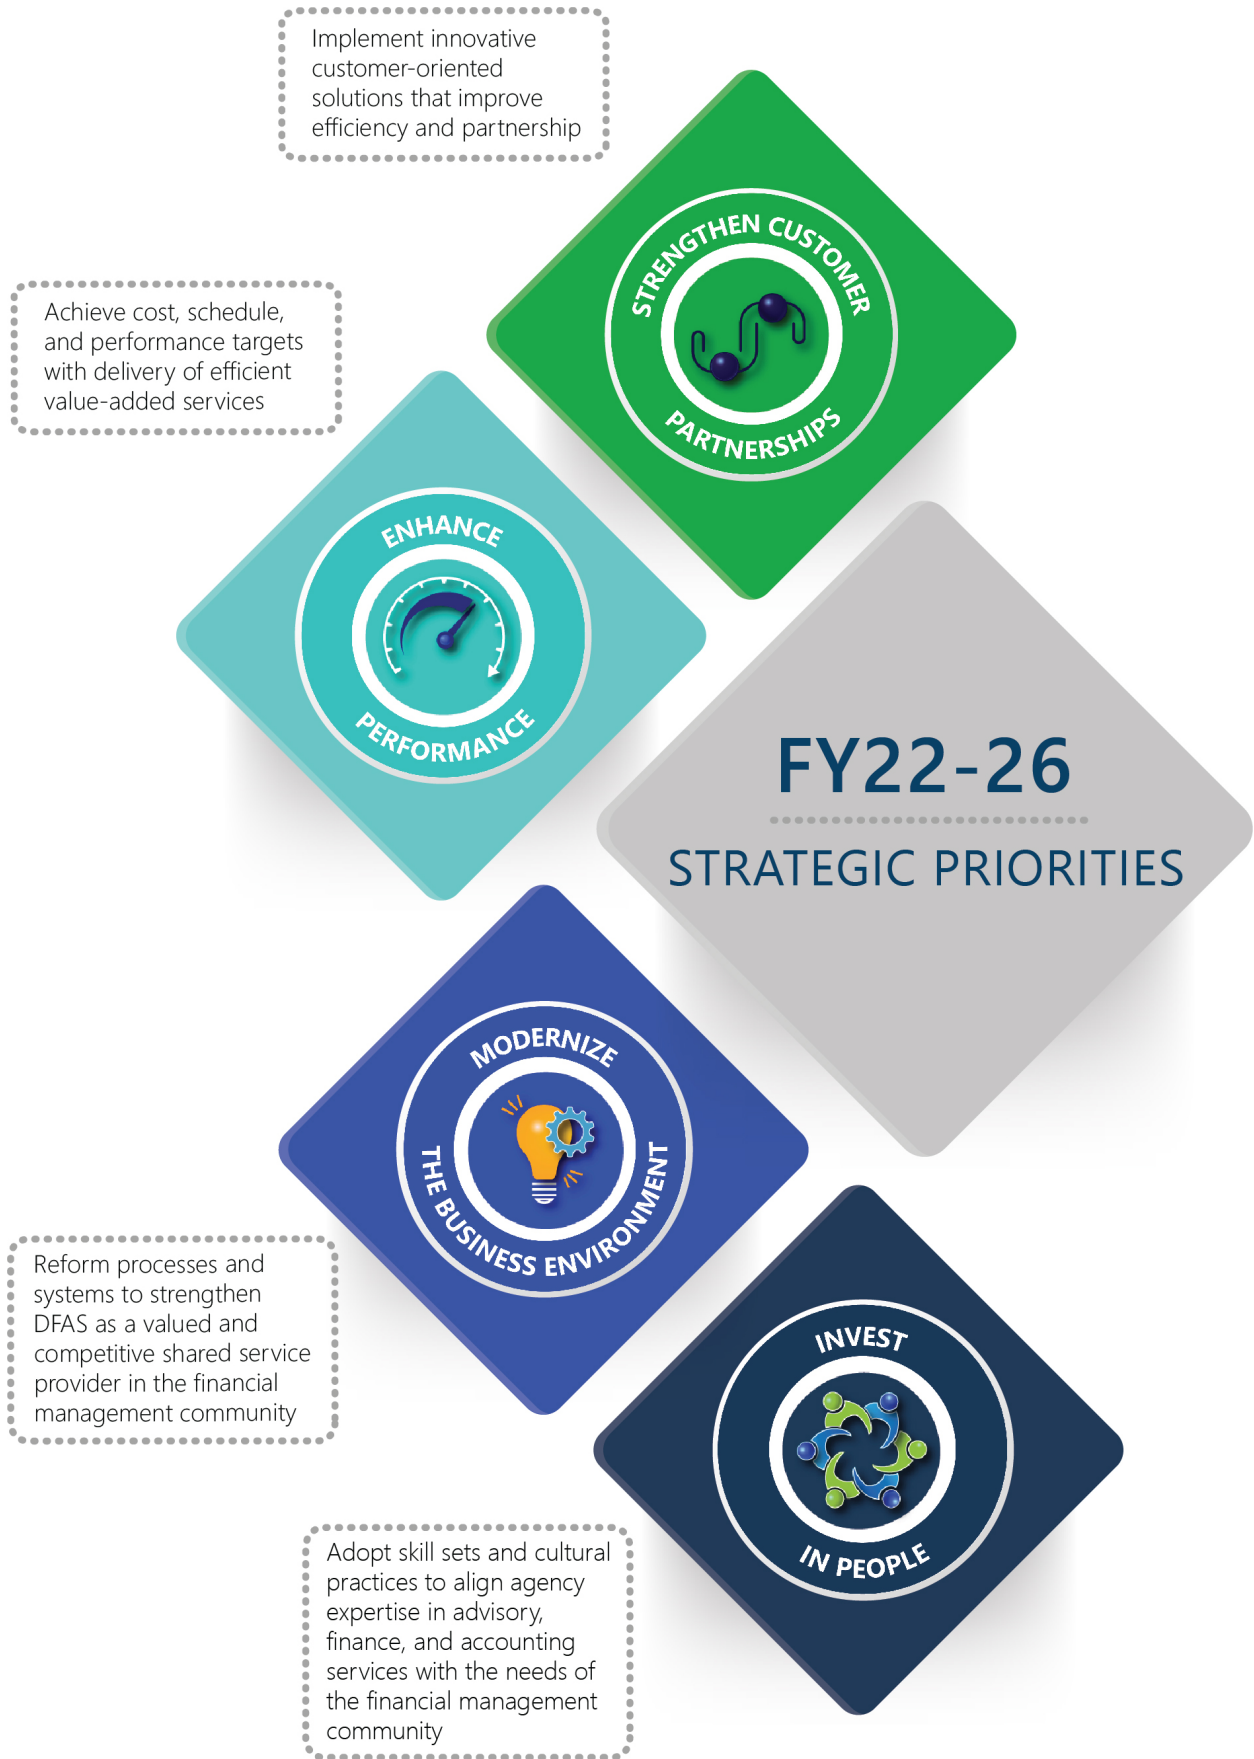 Implement innovative
customer-oriented
solutions that improve
efficiency and partnership
STRENGTHEN CUSTOMER
PARTNERSHIPS
Achieve cost, schedule,
and performance targets
with delivery of efficient
value-added services
ENHANCE
PERFORMANCE
FY22-26
STRATEGIC PRIORITIES
MODERNIZE
THE BUSINESS ENVIRONMENT
Reform processes and
systems to strengthen
DFAS as a valued and
competitive shared service
provider in the financial
management community
INVEST
IN PEOPLE
Adopt skill sets and cultural
practices to align agency
expertise in advisory,
finance, and accounting
services with the needs of
the financial management
community